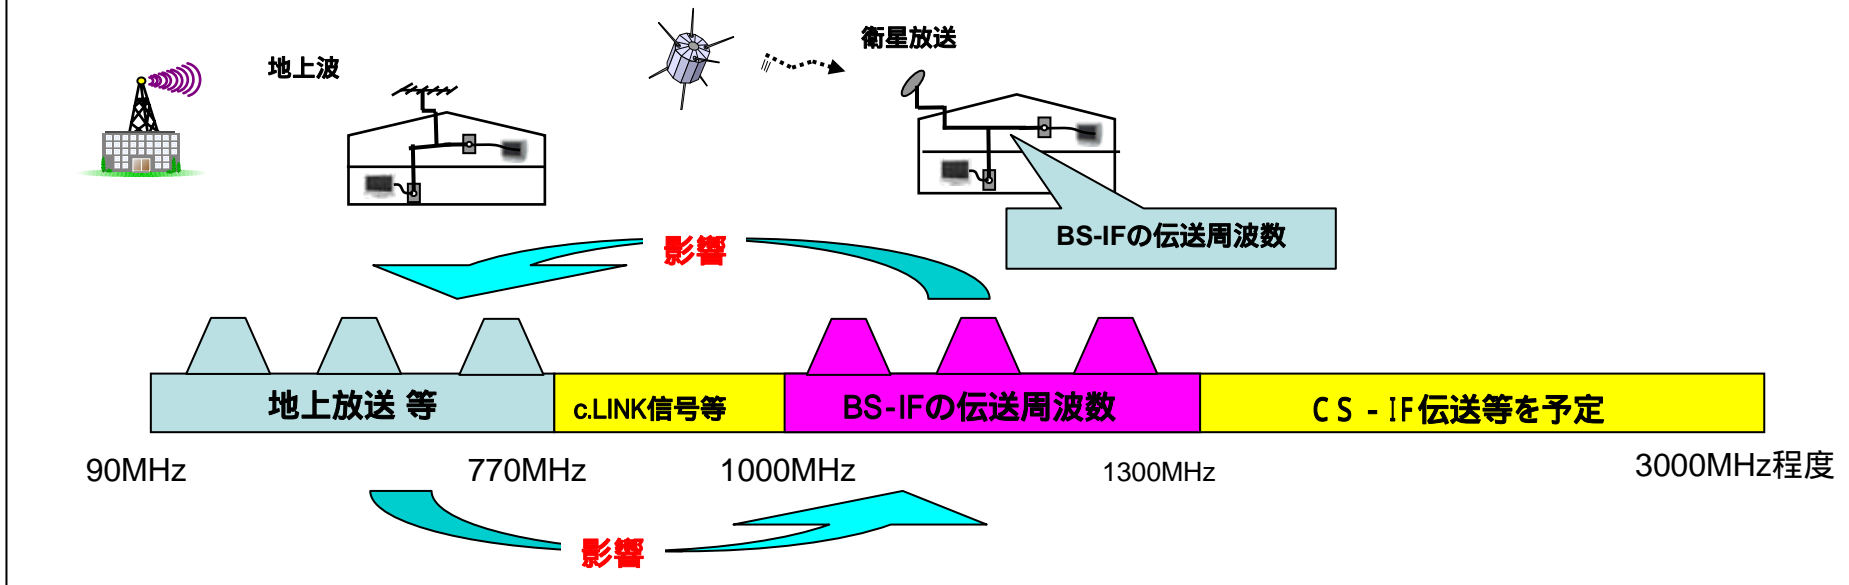 地上波
衛星放送
BS-IFの伝送周波数
影響
地上放送 等
c.LINK信号等
BS-IFの伝送周波数
CS - IF伝送等を予定
90MHz
770MHz
1000MHz
1300MHz
3000MHz程度
影響